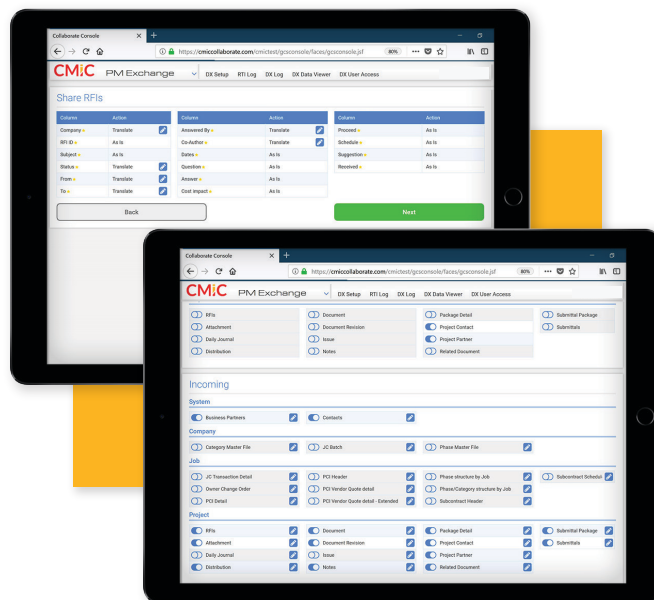 Collaborate Console × +
https://cmiccollaborate.com/cmictest/gcsconsole/faces/gcsconsole.jsf 80%
CMiC PM Exchange DX Setup RTI Log DX Log DX Data Viewer DX User Access
Share RFIs
Column Action Column Action Column Action
Company Translate Answered By Translate Proceed As Is
RFI ID As Is Co-Author Translate Schedule As Is
Subject As Is Dates As Is Suggestion As Is
Status Translate Question As Is Received As Is
From Translate Answer As Is
To Translate Cost impact As Is
Back Next
Collaborate Console × +
https://cmiccollaborate.com/cmictest/gcsconsole/faces/gcsconsole.jsf 80%
CMiC PM Exchange DX Setup RTI Log DX Log DX Data Viewer DX User Access
RFIs Document Package Detail Submittal Package
Attachment Document Revision Project Contact Submittals
Daily Journal Issue Project Partner
Distribution Notes Related Document
Incoming
System
Business Partners Contacts
Company
Category Master File JC Batch Phase Master File
Job
JC Transaction Detail PCI Header Phase structure by Job Subcontract Schedul
Owner Change Order PCI Vendor Quote detail Phase/Category structure by Job
PCI Detail PCI Vendor Quote detail - Extended Subcontract Header
Project
RFIs Document Package Detail Submittal Package
Attachment Document Revision Project Contact Submittals
Daily Journal Issue Project Partner
Distribution Notes Related Document